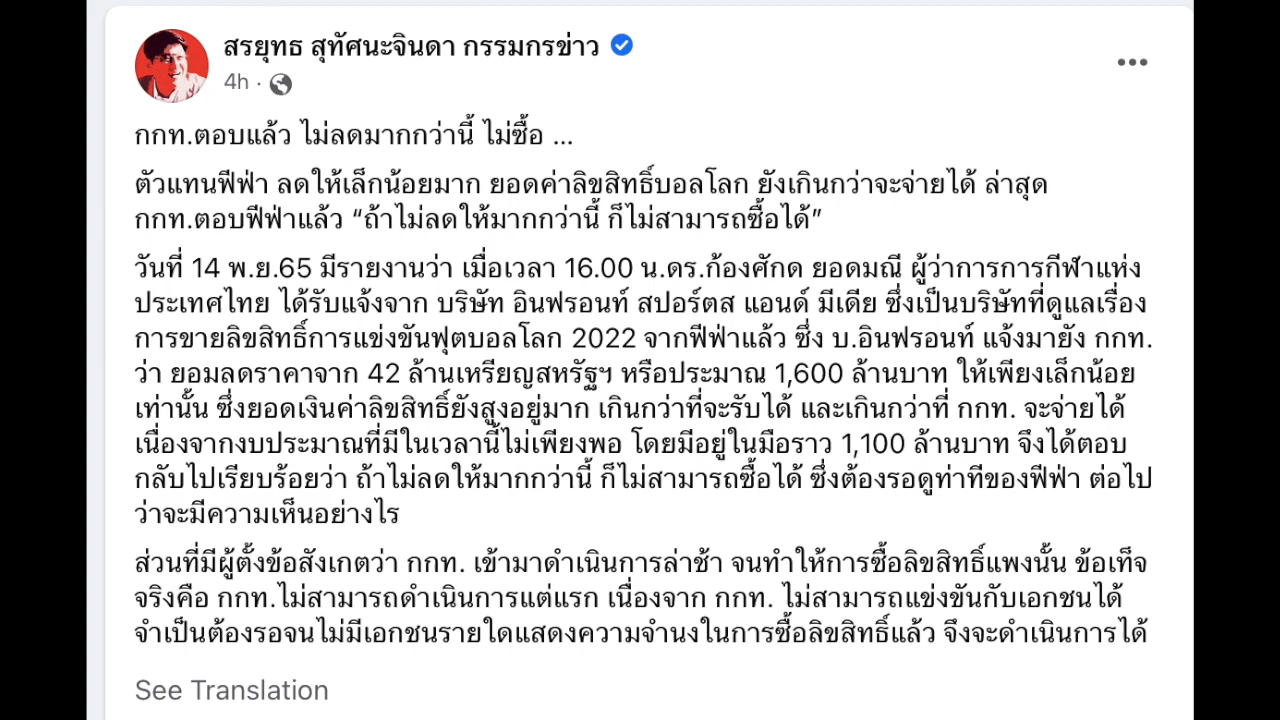 สรยุทธ สุทัศนะจินดา กรรมกรข่าว
4h ·
กกท.ตอบแล้ว ไม่ลดมากกว่านี้ ไม่ซื้อ ...
ตัวแทนฟีฟ่า ลดให้เล็กน้อยมาก ยอดค่าลิขสิทธิ์บอลโลก ยังเกินกว่าจะจ่ายได้ ล่าสุด
กกท.ตอบฟีฟ่าแล้ว “ถ้าไม่ลดให้มากกว่านี้ ก็ไม่สามารถซื้อได้”
วันที่ 14 พ.ย.65 มีรายงานว่า เมื่อเวลา 16.00 น.ดร.ก้องศักด ยอดมณี ผู้ว่าการการกีฬาแห่ง
ประเทศไทย ได้รับแจ้งจาก บริษัท อินฟรอนท์ สปอร์ตส แอนด์ มีเดีย ซึ่งเป็นบริษัทที่ดูแลเรื่อง
การขายลิขสิทธิ์การแข่งขันฟุตบอลโลก 2022 จากฟีฟ่าแล้ว ซึ่ง บ.อินฟรอนท์ แจ้งมายัง กกท.
ว่า ยอมลดราคาจาก 42 ล้านเหรียญสหรัฐฯ หรือประมาณ 1,600 ล้านบาท ให้เพียงเล็กน้อย
เท่านั้น ซึ่งยอดเงินค่าลิขสิทธิ์ยังสูงอยู่มาก เกินกว่าที่จะรับได้ และเกินกว่าที่ กกท. จะจ่ายได้
เนื่องจากงบประมาณที่มีในเวลานี้ไม่เพียงพอ โดยมีอยู่ในมือราว 1,100 ล้านบาท จึงได้ตอบ
กลับไปเรียบร้อยว่า ถ้าไม่ลดให้มากกว่านี้ ก็ไม่สามารถซื้อได้ ซึ่งต้องรอดูท่าทีของฟีฟ่า ต่อไป
ว่าจะมีความเห็นอย่างไร
ส่วนที่มีผู้ตั้งข้อสังเกตว่า กกท. เข้ามาดำเนินการล่าช้า จนทำให้การซื้อลิขสิทธิ์แพงนั้น ข้อเท็จ
จริงคือ กกท.ไม่สามารถดำเนินการแต่แรก เนื่องจาก กกท. ไม่สามารถแข่งขันกับเอกชนได้
จำเป็นต้องรอจนไม่มีเอกชนรายใดแสดงความจำนงในการซื้อลิขสิทธิ์แล้ว จึงจะดำเนินการได้
See Translation